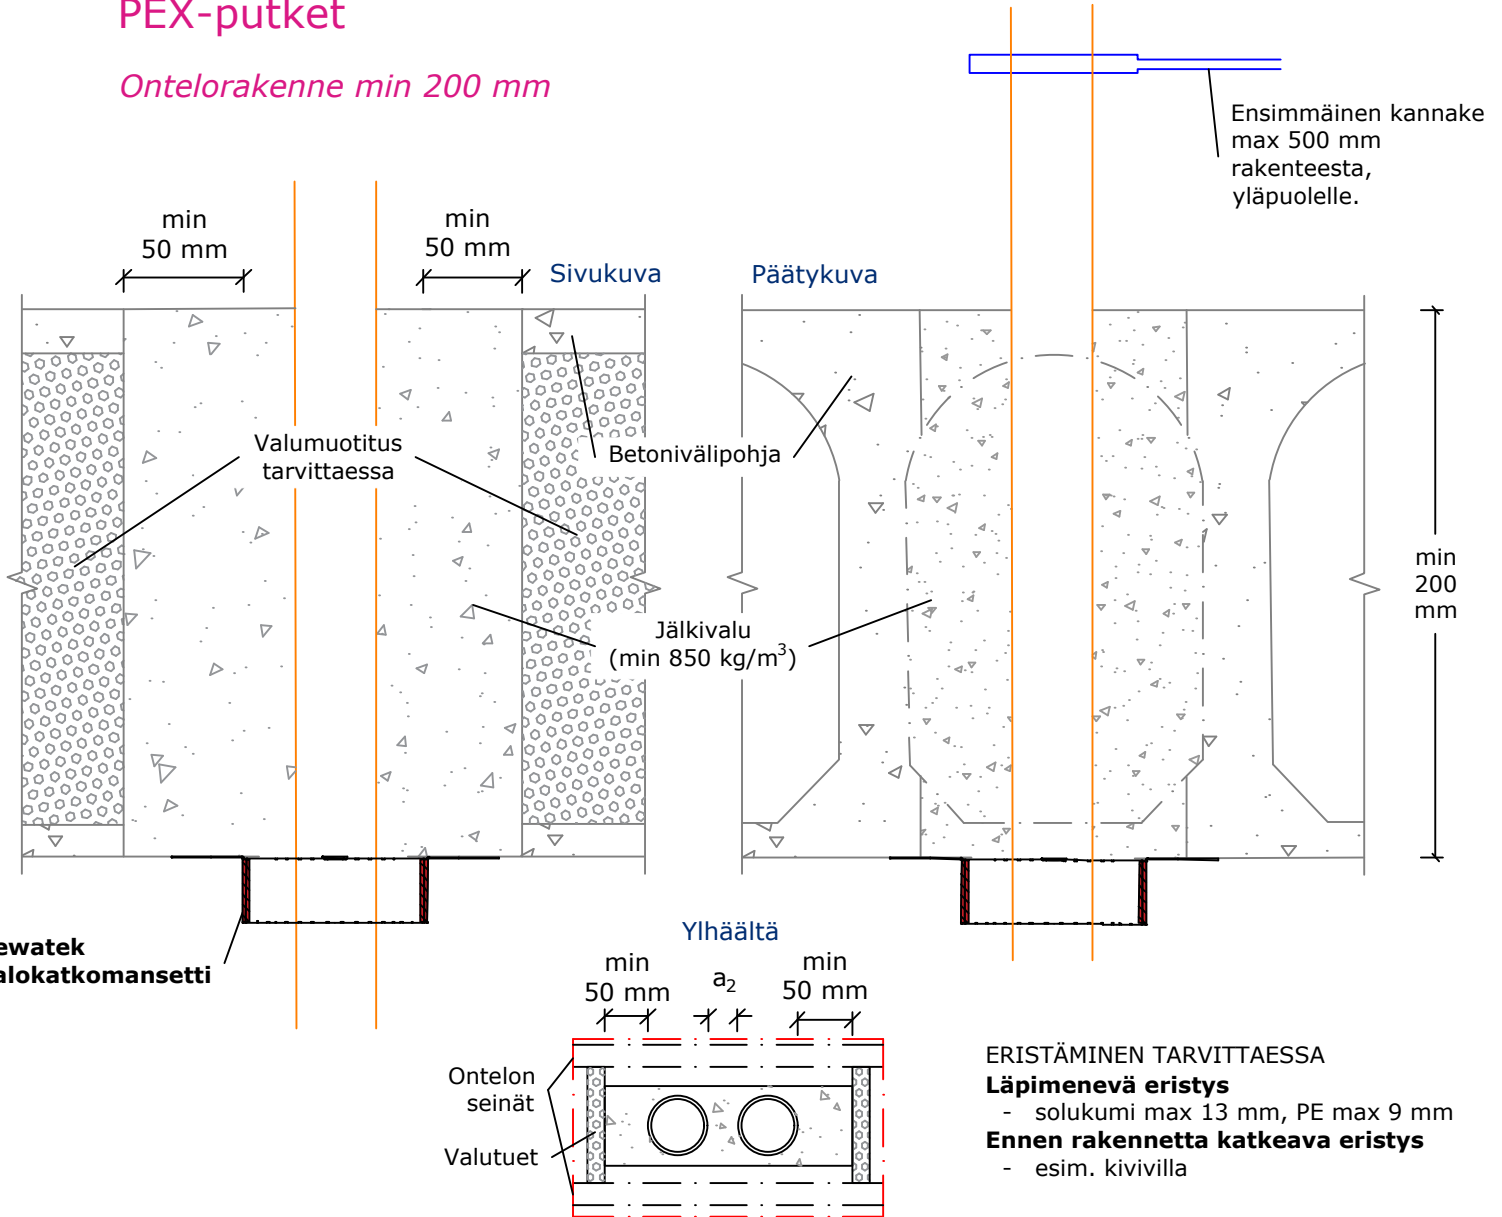 PEX-putket
Ontelorakenne min 200 mm
Ensimmäinen kannake
max 500 mm
rakenteesta,
yläpuolelle.
min
50 mm
min
50 mm
Sivukuva
Päätykuva
Valumuotitus
tarvittaessa
Betonivälipohja
min
200
mm
Jälkivalu
(min 850 kg/m³)
ewatek
alokatkomansetti
Ylhäältä
min
50 mm
a₂
min
50 mm
Ontelon
seinät
Valutuet
ERISTÄMINEN TARVITTAESSA
Läpimenevä eristys
- solukumi max 13 mm, PE max 9 mm
Ennen rakennetta katkeava eristys
- esim. kivivilla